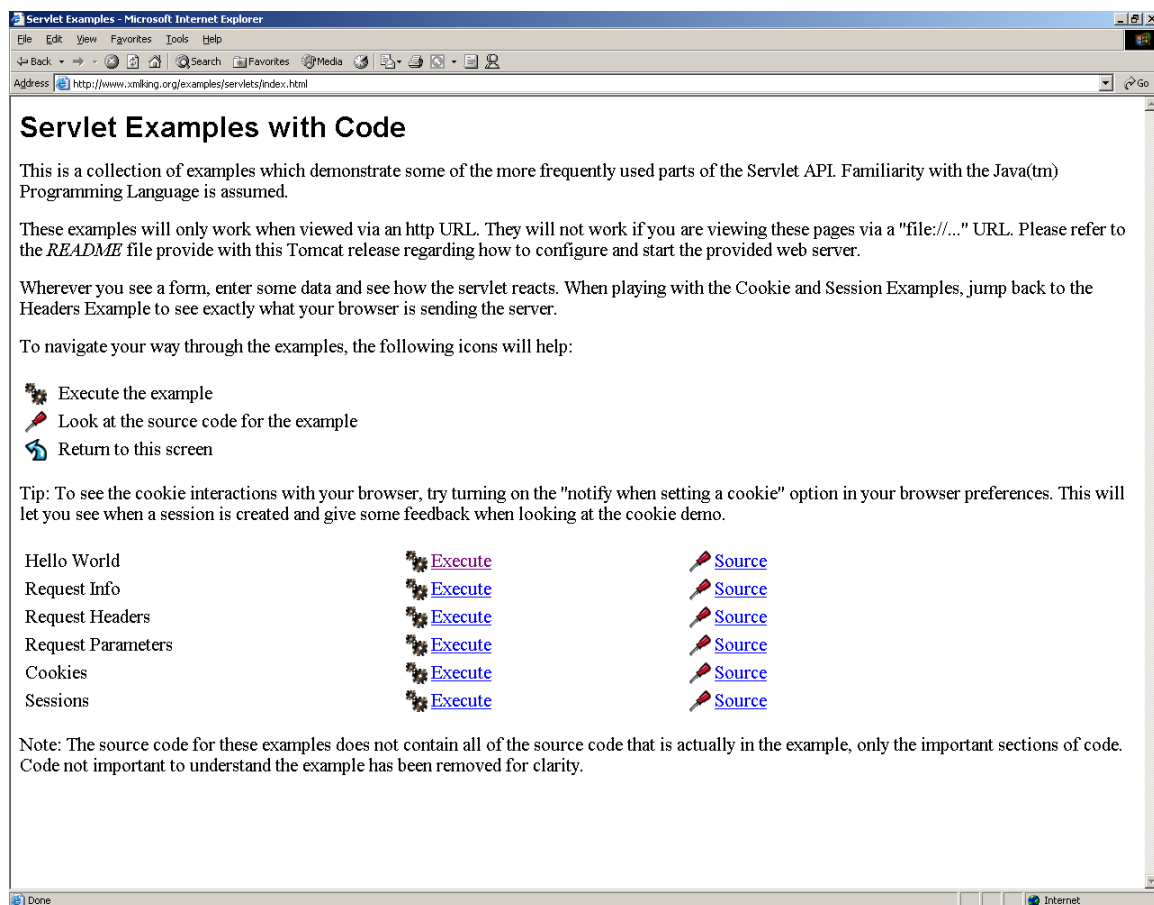 Servlet Examples - Microsoft Internet Explorer
File Edit View Favorites Tools Help
Back Search Favorites Media
Address http://www.xmlking.org/examples/servlets/index.html Go
Servlet Examples with Code
This is a collection of examples which demonstrate some of the more frequently used parts of the Servlet API. Familiarity with the Java(tm)
Programming Language is assumed.
These examples will only work when viewed via an http URL. They will not work if you are viewing these pages via a "file://..." URL. Please refer to
the README file provide with this Tomcat release regarding how to configure and start the provided web server.
Wherever you see a form, enter some data and see how the servlet reacts. When playing with the Cookie and Session Examples, jump back to the
Headers Example to see exactly what your browser is sending the server.
To navigate your way through the examples, the following icons will help:
Execute the example
Look at the source code for the example
Return to this screen
Tip: To see the cookie interactions with your browser, try turning on the "notify when setting a cookie" option in your browser preferences. This will
let you see when a session is created and give some feedback when looking at the cookie demo.
Hello World Execute Source
Request Info Execute Source
Request Headers Execute Source
Request Parameters Execute Source
Cookies Execute Source
Sessions Execute Source
Note: The source code for these examples does not contain all of the source code that is actually in the example, only the important sections of code.
Code not important to understand the example has been removed for clarity.
Done Internet